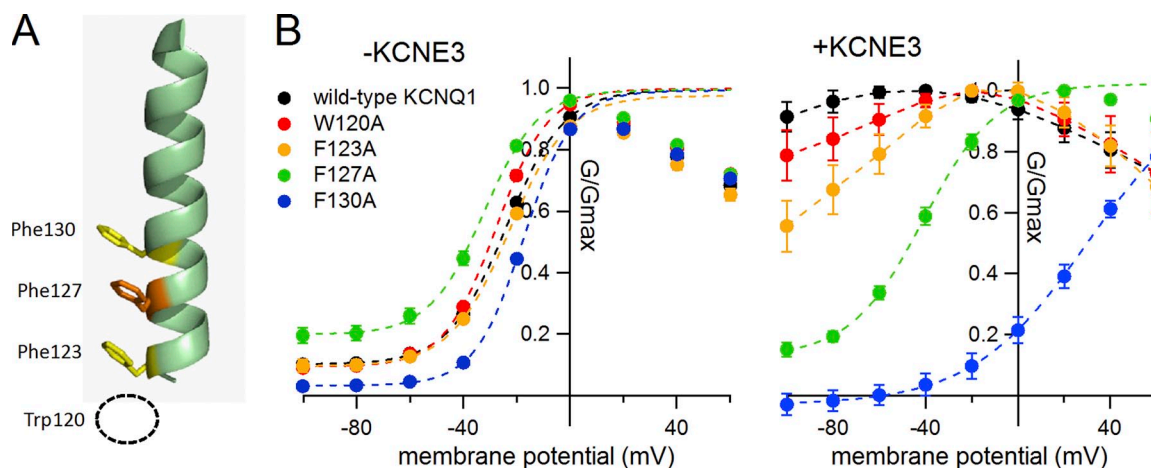 A
Phe130
Phe127
Phe123
Trp120
B
-KCNE3
wild-type KCNQ1
W120A
F123A
F127A
F130A
1.0
0.8
0.6
0.4
0.2
G/Gmax
-80
-40
40
membrane potential (mV)
+KCNE3
1.0
0.8
0.6
0.4
0.2
G/Gmax
-80
-40
40
membrane potential (mV)